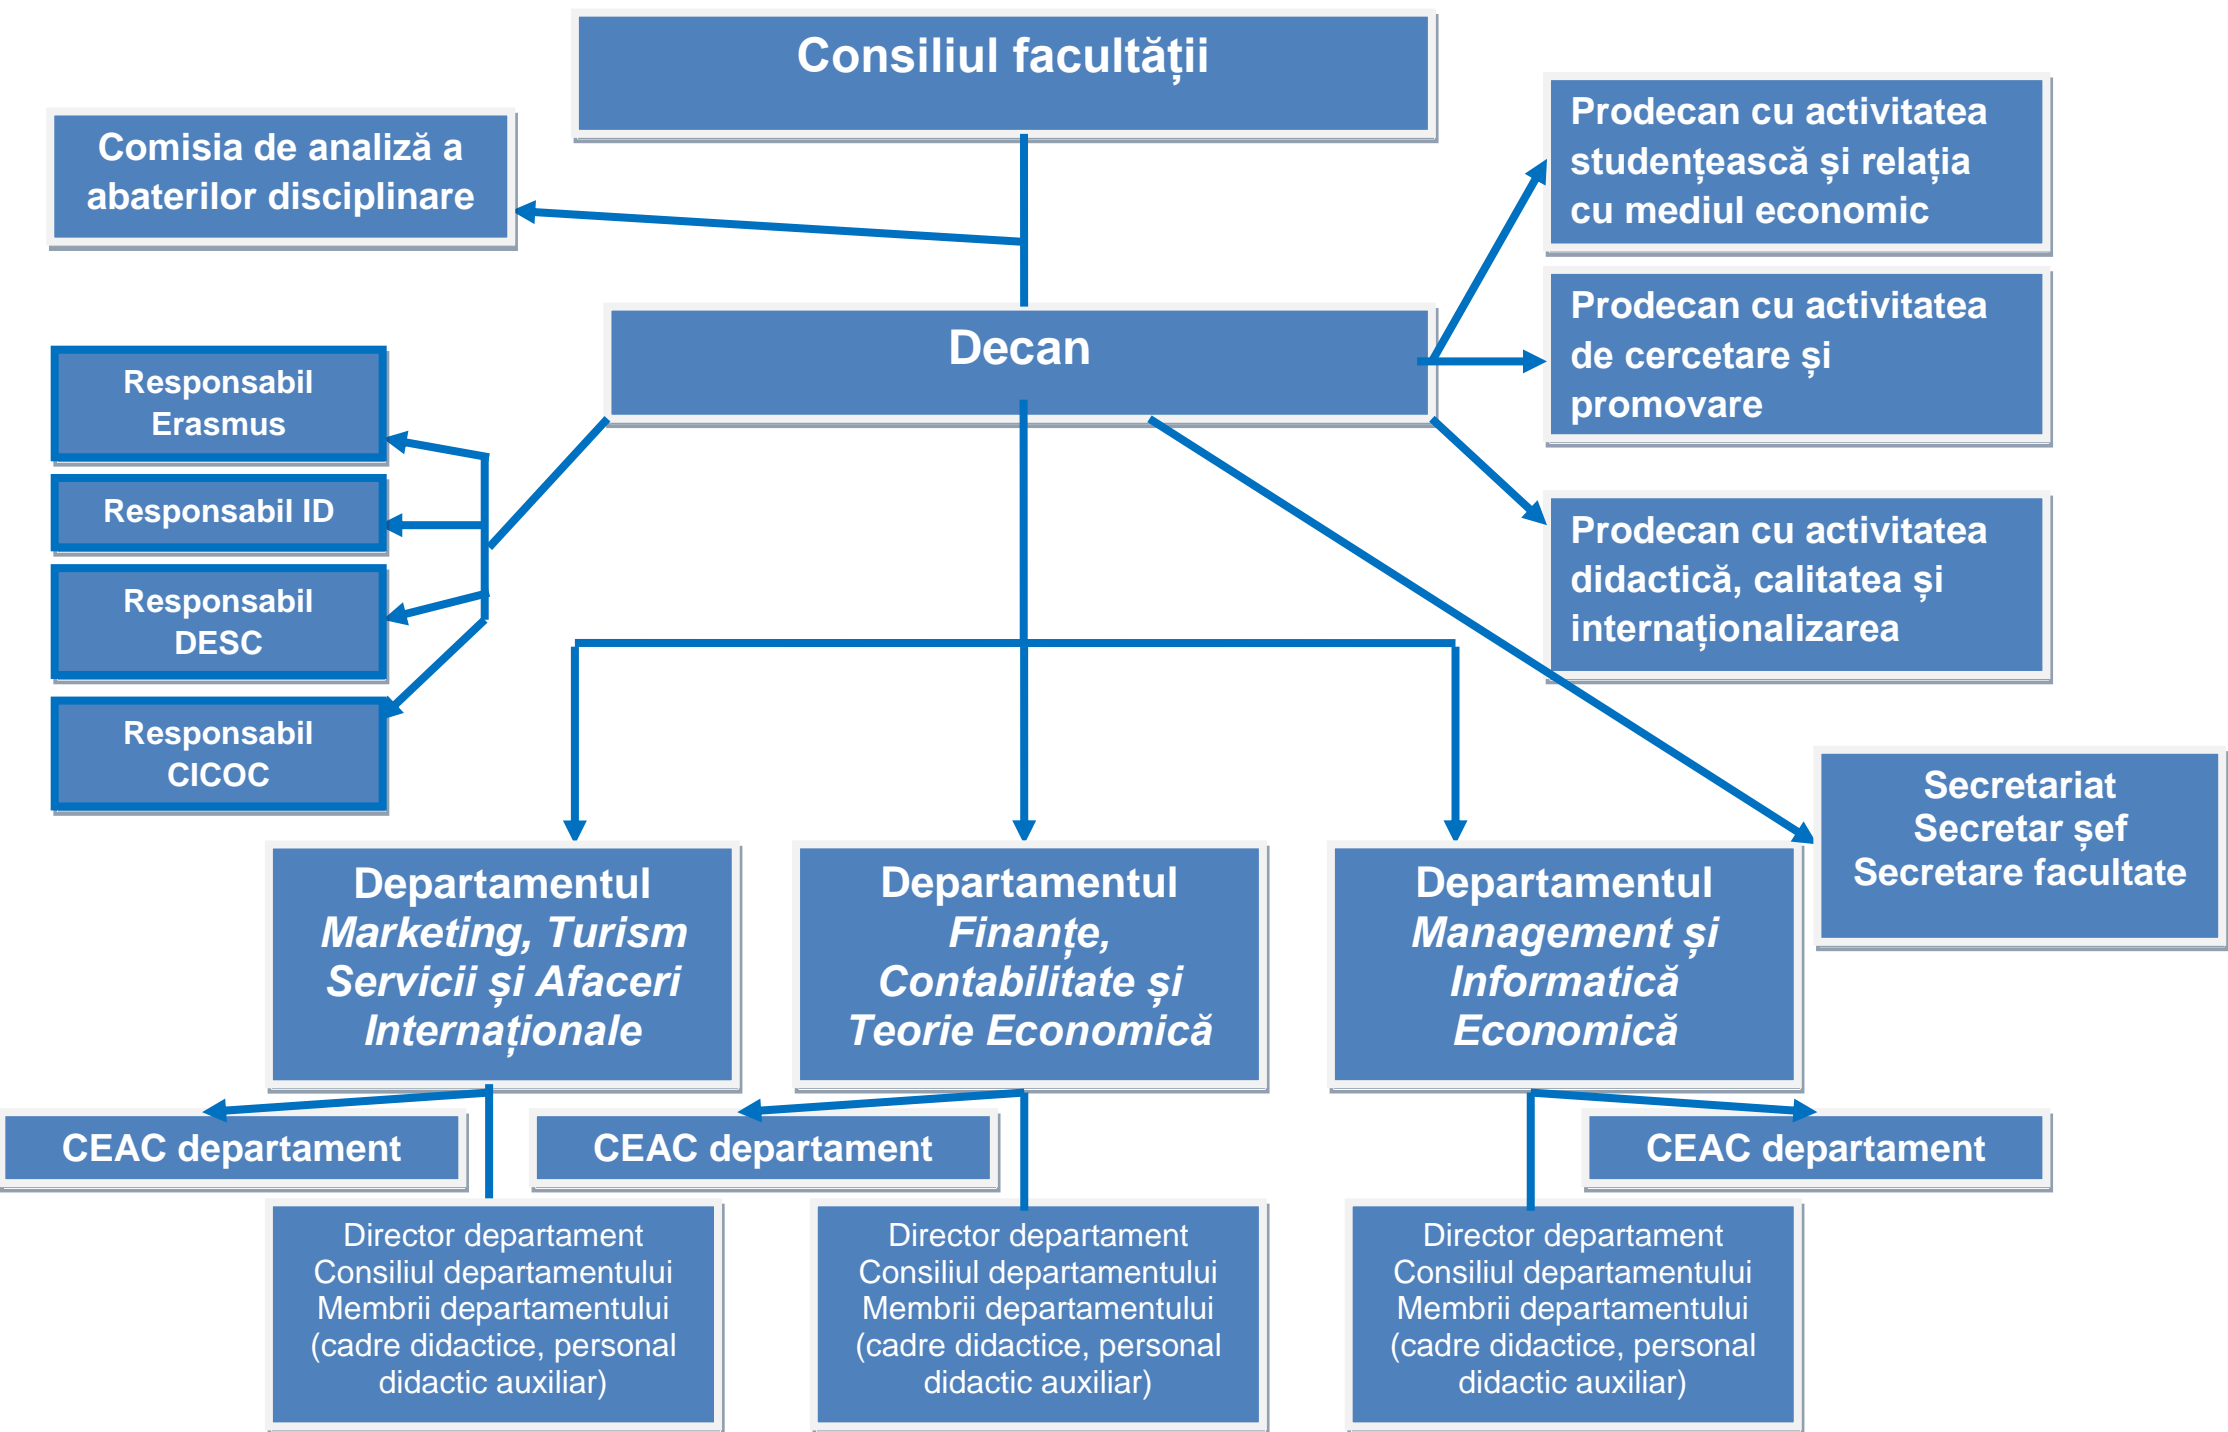 Consiliul facultății
Comisia de analiză a
abaterilor disciplinare
Prodecan cu activitatea
studențească și relația
cu mediul economic
Decan
Prodecan cu activitatea
de cercetare și
promovare
Responsabil
Erasmus
Responsabil ID
Responsabil
DESC
Responsabil
CICOC
Prodecan cu activitatea
didactică, calitatea și
internaționalizarea
Secretariat
Secretar șef
Secretare facultate
Departamentul
Marketing, Turism
Servicii și Afaceri
Internaționale
Departamentul
Finanțe,
Contabilitate și
Teorie Economică
Departamentul
Management și
Informatică
Economică
CEAC departament
CEAC departament
CEAC departament
Director departament
Consiliul departamentului
Membrii departamentului
(cadre didactice, personal
didactic auxiliar)
Director departament
Consiliul departamentului
Membrii departamentului
(cadre didactice, personal
didactic auxiliar)
Director departament
Consiliul departamentului
Membrii departamentului
(cadre didactice, personal
didactic auxiliar)